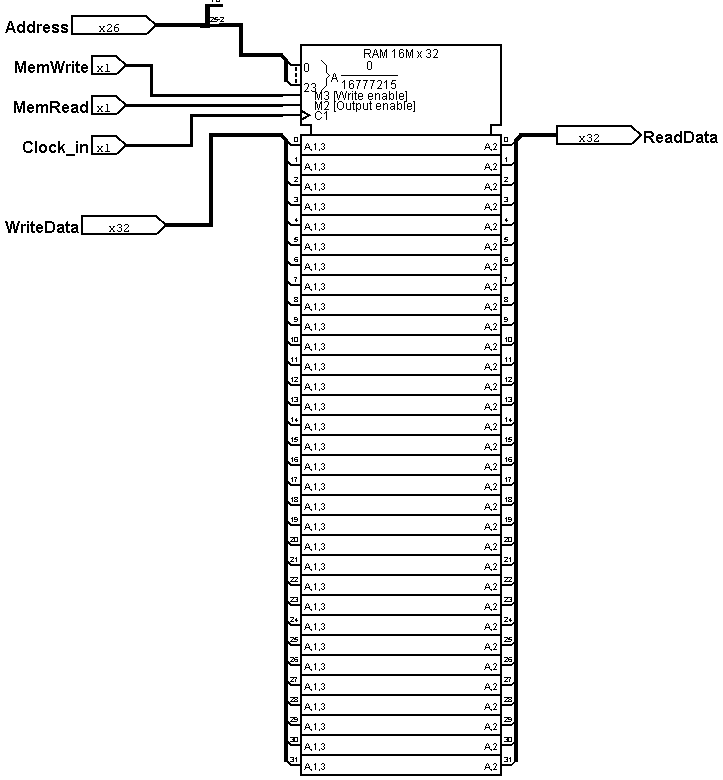 Address x26
25-2
RAM 16M x 32
0
0
23
A
16777215
MemWrite x1
M3 [Write enable]
MemRead x1
M2 [Output enable]
C1
Clock_in x1
x32 ReadData
WriteData x32
0 A,1,3 A,2 0
1 A,1,3 A,2 1
2 A,1,3 A,2 2
3 A,1,3 A,2 3
4 A,1,3 A,2 4
5 A,1,3 A,2 5
6 A,1,3 A,2 6
7 A,1,3 A,2 7
8 A,1,3 A,2 8
9 A,1,3 A,2 9
10 A,1,3 A,2 10
11 A,1,3 A,2 11
12 A,1,3 A,2 12
13 A,1,3 A,2 13
14 A,1,3 A,2 14
15 A,1,3 A,2 15
16 A,1,3 A,2 16
17 A,1,3 A,2 17
18 A,1,3 A,2 18
19 A,1,3 A,2 19
20 A,1,3 A,2 20
21 A,1,3 A,2 21
22 A,1,3 A,2 22
23 A,1,3 A,2 23
24 A,1,3 A,2 24
25 A,1,3 A,2 25
26 A,1,3 A,2 26
27 A,1,3 A,2 27
28 A,1,3 A,2 28
29 A,1,3 A,2 29
30 A,1,3 A,2 30
31 A,1,3 A,2 31